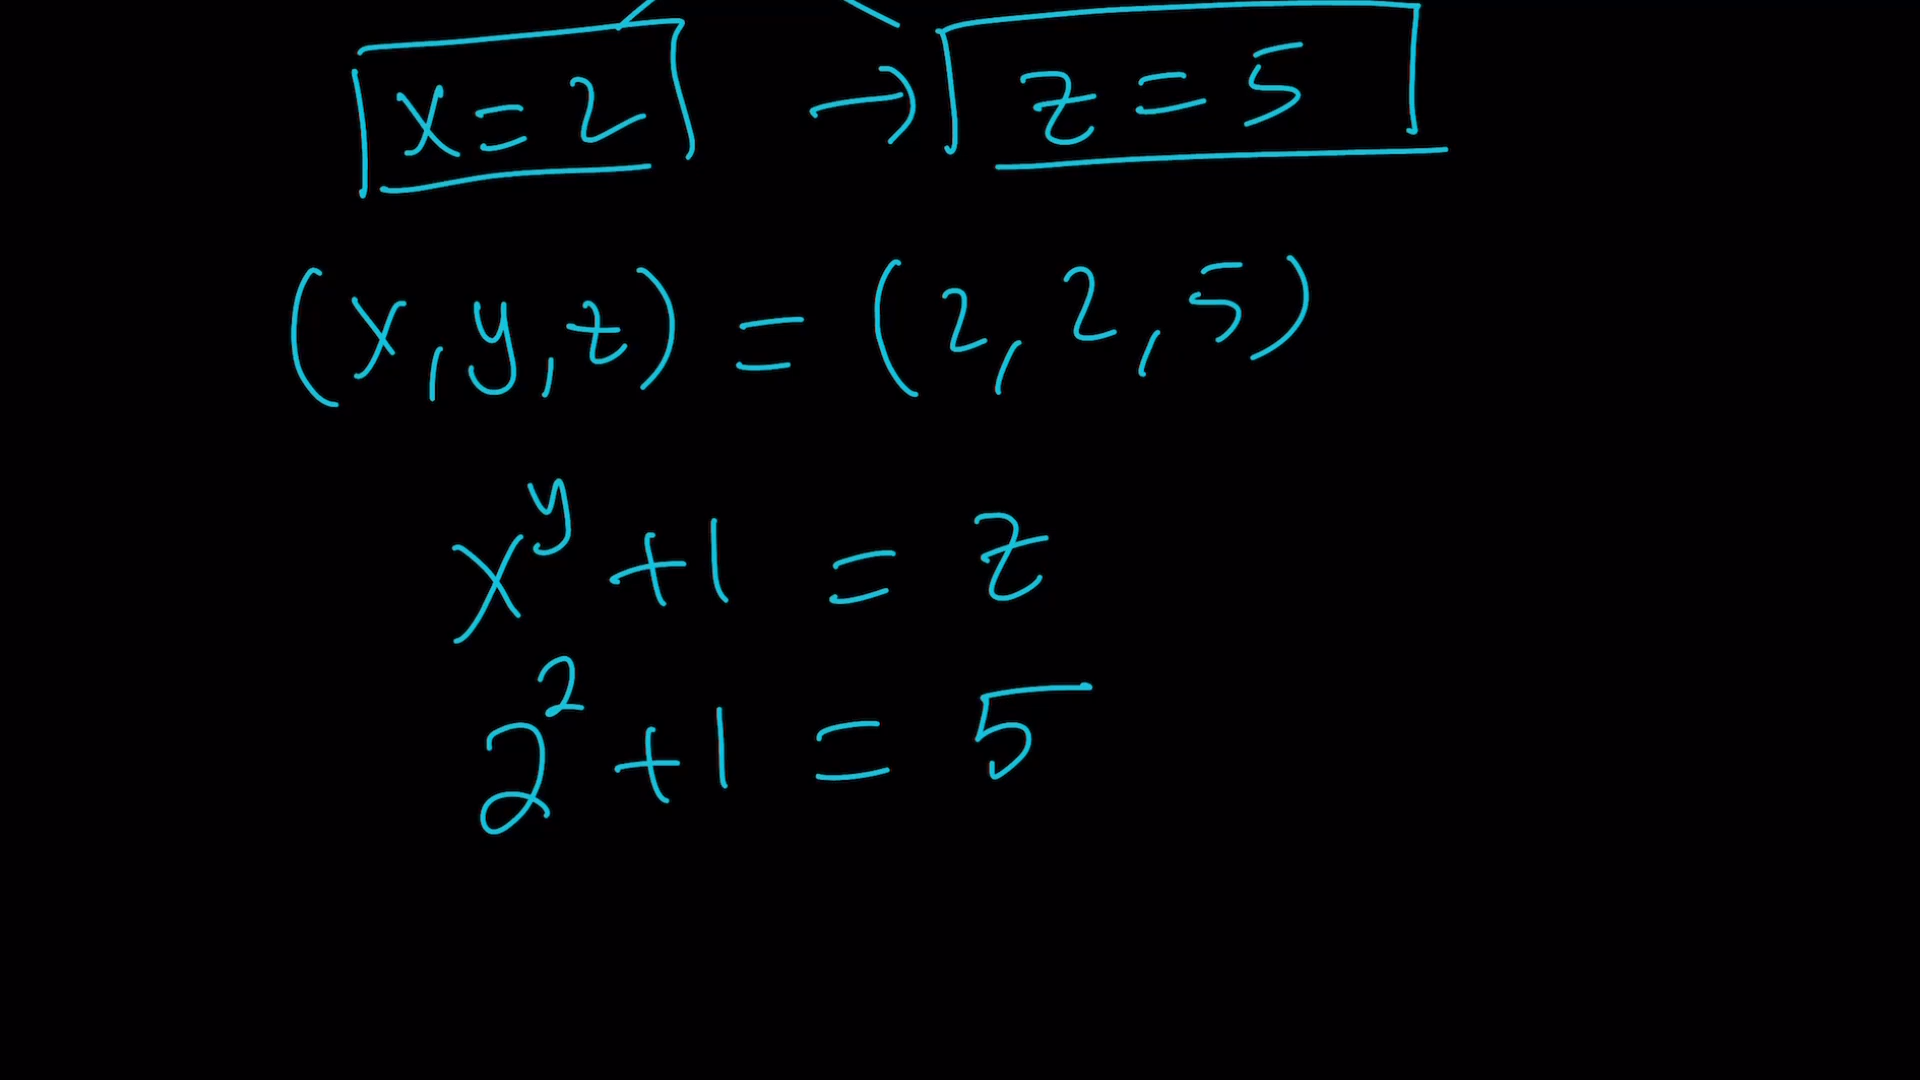 x = 2 → z = 5
(x, y, z) = (2, 2, 5)
x^y + 1 = z
2^2 + 1 = 5